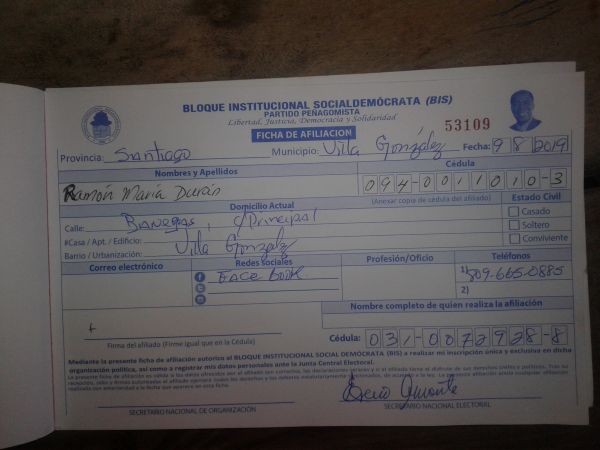 BLOQUE INSTITUCIONAL SOCIALDEMÓCRATA (BIS)
PARTIDO PEÑAGOMISTA
Libertad, Justicia, Democracia y Solidaridad
FICHA DE AFILIACION
53109
Provincia: Santiago Municipio: Villa González Fecha: 9 8 2019
Nombres y Apellidos Cédula
Ramón María Durán 094-0011010-3
Domicilio Actual (Anexar copia de cédula del afiliado) Estado Civil
Calle: Banegas, c/Principal Casado
#Casa / Apt. / Edificio: Soltero
Barrio / Urbanización: Villa Gonzalez Conviviente
Correo electrónico Redes sociales Profesión/Oficio Teléfonos
Face Book 1) 809-665-0885
2)
Nombre completo de quien realiza la afiliación
Firma del afiliado (Firme igual que en la Cédula) Cédula: 031-0072928-8
Mediante la presente ficha de afiliación autorizo al BLOQUE INSTITUCIONAL SOCIAL DEMÓCRATA (BIS) a realizar mi inscripción única y exclusiva en dicha
organización política, así como a registrar mis datos personales ante la Junta Central Electoral.
SECRETARIO NACIONAL DE ORGANIZACIÓN SECRETARIO NACIONAL ELECTORAL